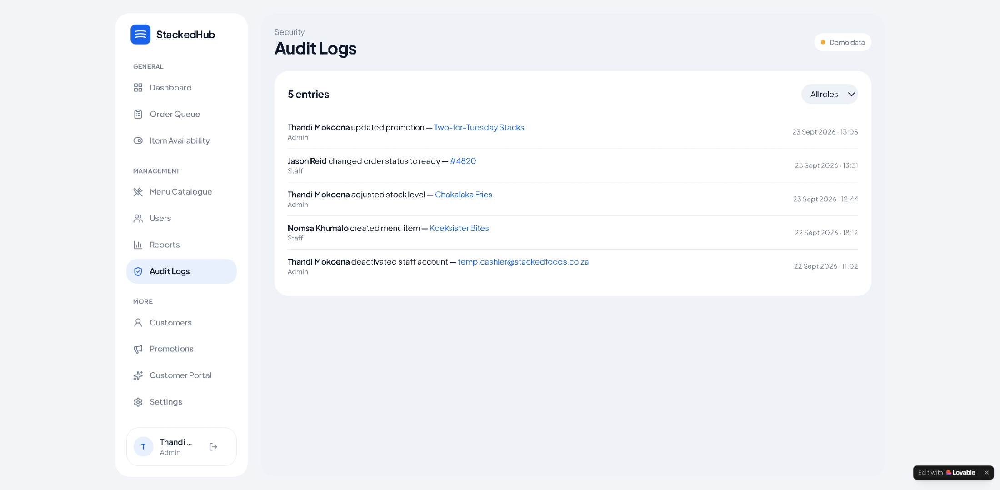 StackedHub
GENERAL
Dashboard
Order Queue
Item Availability
MANAGEMENT
Menu Catalogue
Users
Reports
Audit Logs
MORE
Customers
Promotions
Customer Portal
Settings
T
Thandi ...
Admin
Security
Audit Logs
Demo data
5 entries
All roles
Thandi Mokoena updated promotion — Two-for-Tuesday Stacks
Admin
23 Sept 2026 · 13:05
Jason Reid changed order status to ready — #4820
Staff
23 Sept 2026 · 13:31
Thandi Mokoena adjusted stock level — Chakalaka Fries
Admin
23 Sept 2026 · 12:44
Nomsa Khumalo created menu item — Koeksister Bites
Staff
22 Sept 2026 · 18:12
Thandi Mokoena deactivated staff account — temp.cashier@stackedfoods.co.za
Admin
22 Sept 2026 · 11:02
Edit with Lovable